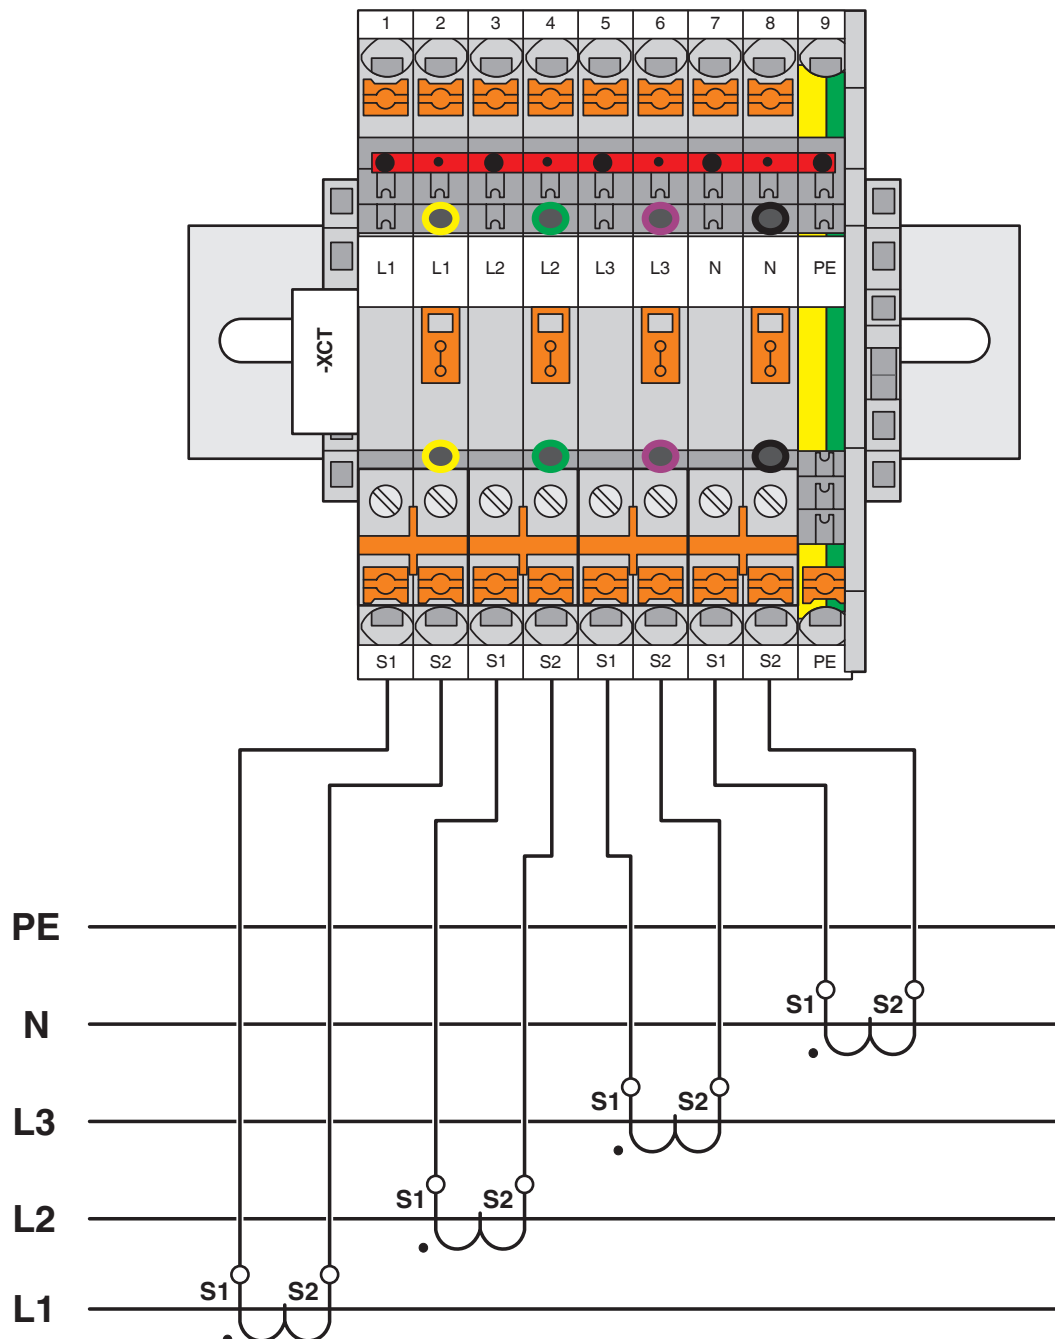 1 2 3 4 5 6 7 8 9
L1 L1 L2 L2 L3 L3 N N PE
-XCT
S1 S2 S1 S2 S1 S2 S1 S2 PE
PE
S1 S2
N
S1 S2
L3
S1 S2
L2
S1 S2
L1